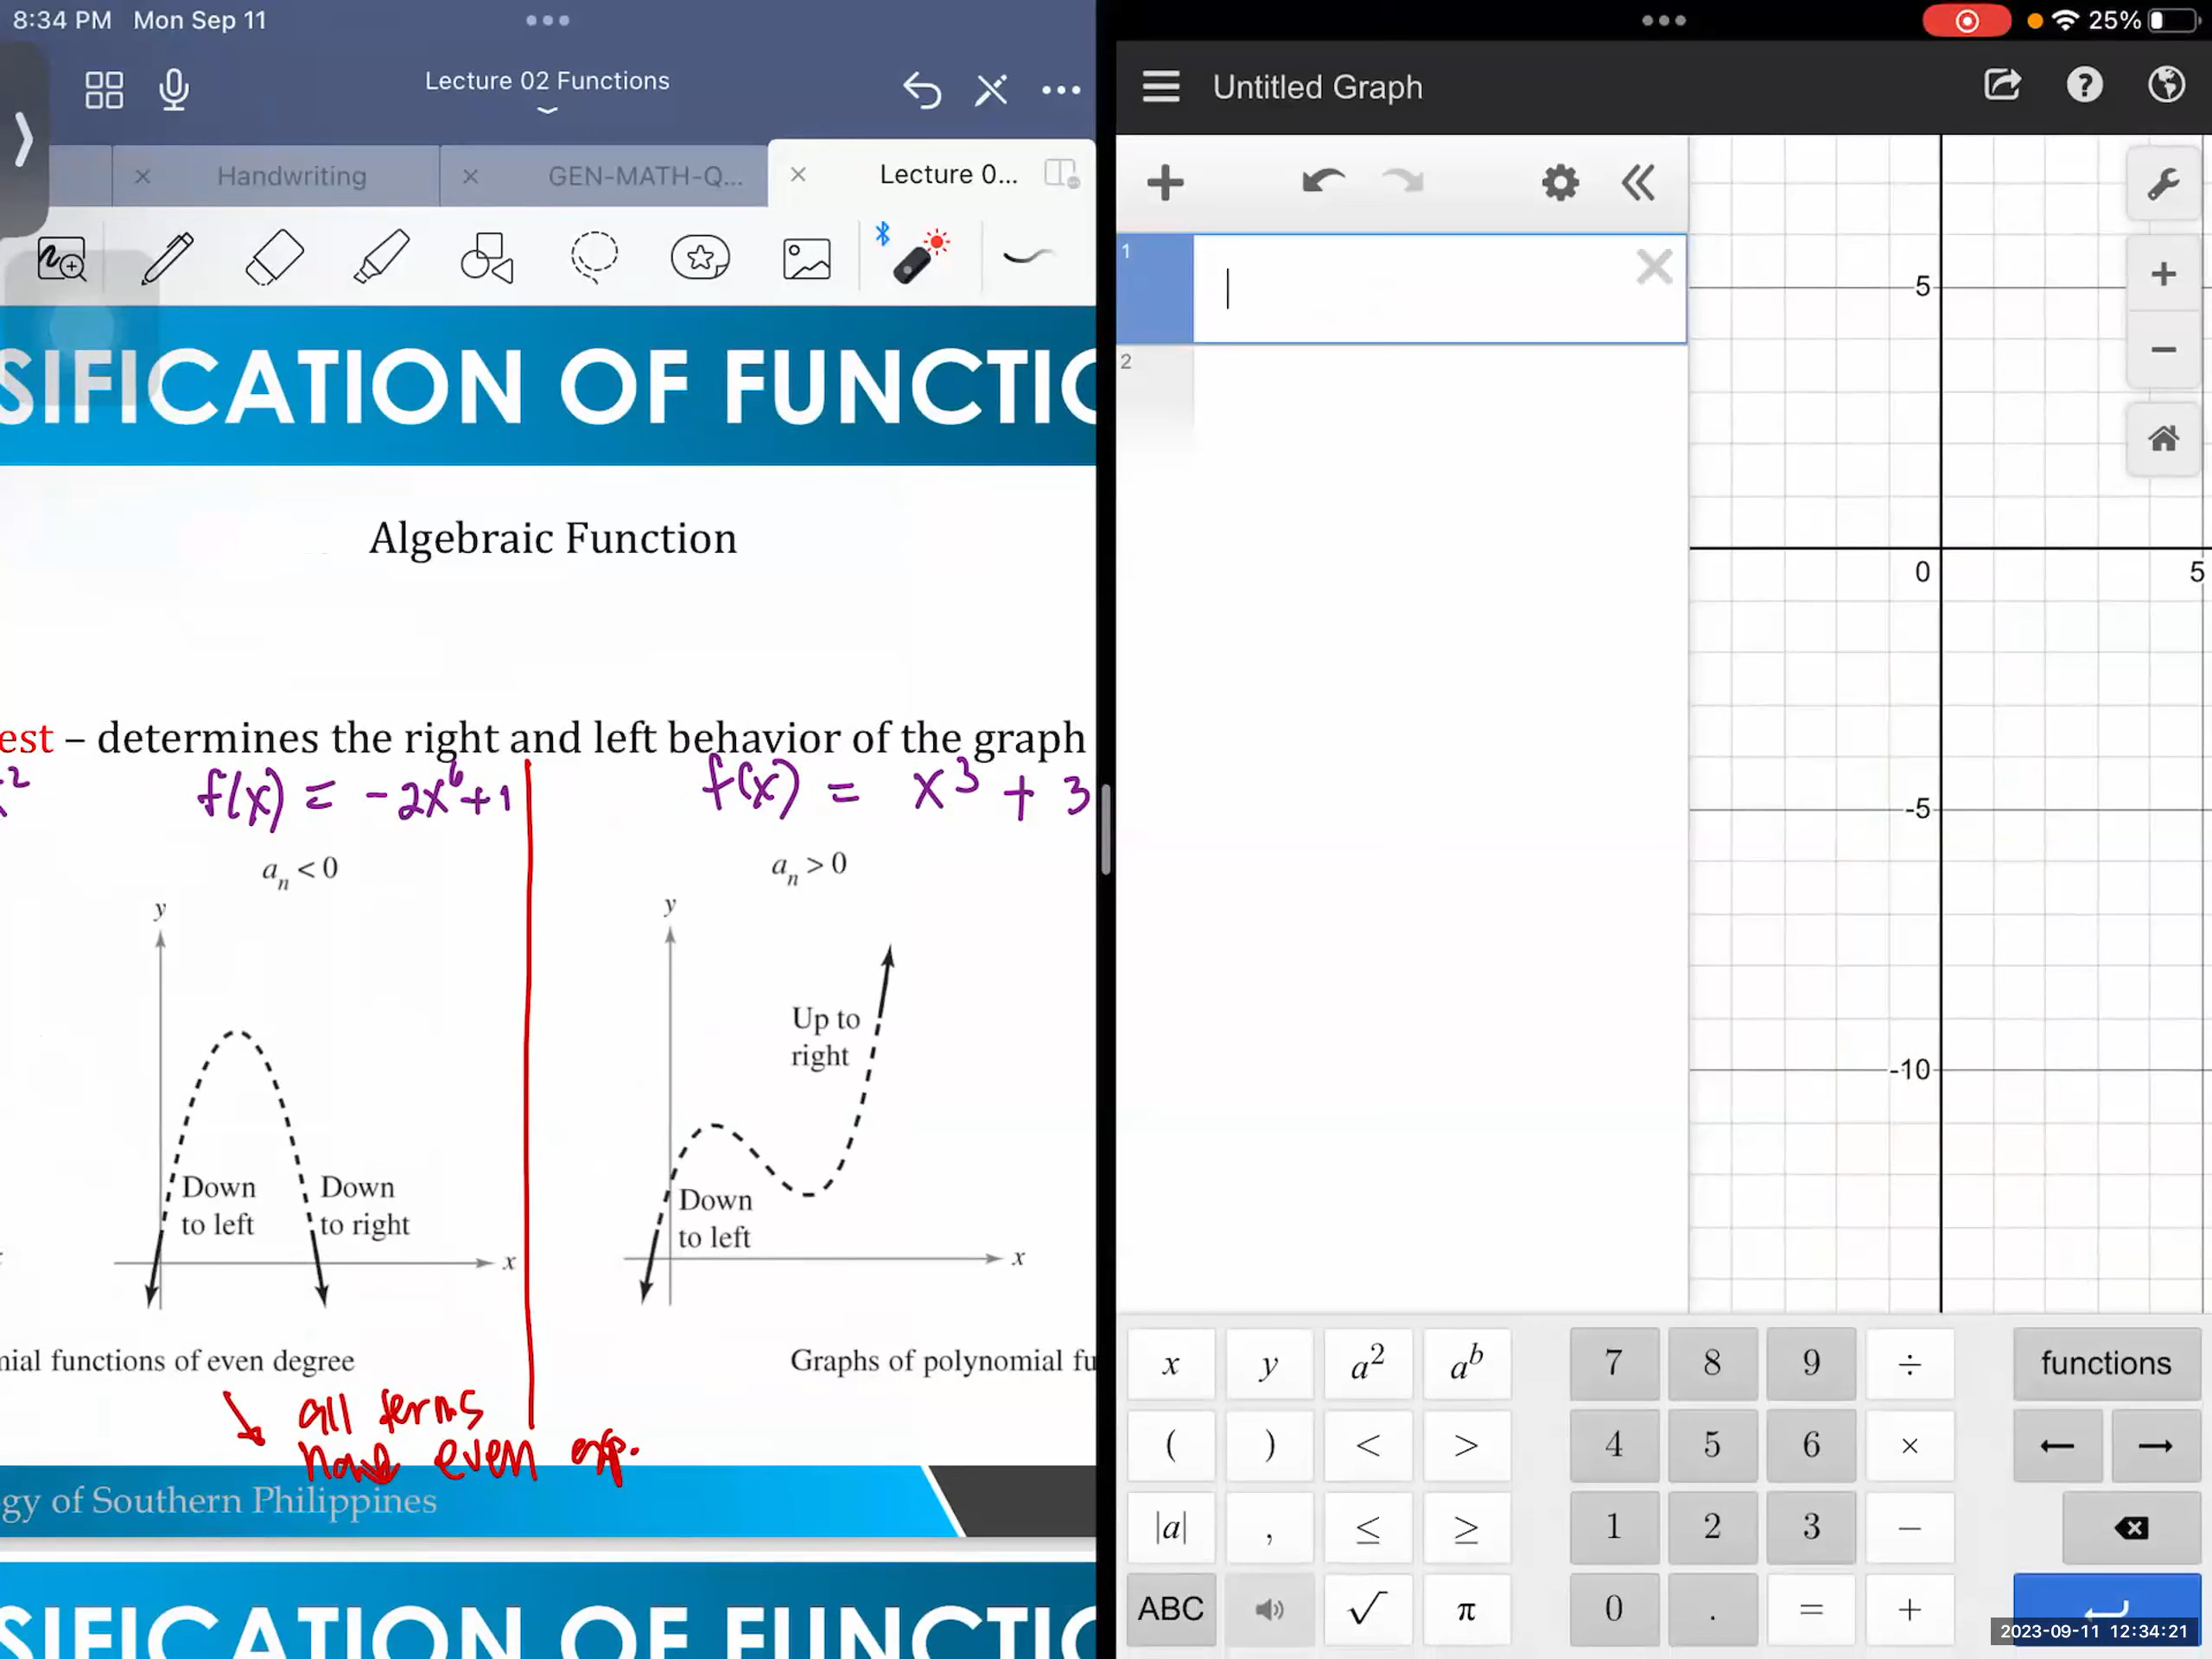 8:34 PM Mon Sep 11
25%
Lecture 02 Functions
Untitled Graph
Handwriting
GEN-MATH-Q...
Lecture 0...
SIFICATION OF FUNCTIO
Algebraic Function
est – determines the right and left behavior of the graph
x²
f(x) = -2x⁶+1
f(x) = x³ + 3
aₙ < 0
aₙ > 0
y
y
Up to
right
Down
to left
Down
to right
x
Down
to left
x
nial functions of even degree
Graphs of polynomial fu
all terms
have even exp.
gy of Southern Philippines
SIFICATION OF FUNCTIO
1
2
5
0
5
-5
-10
x y a² aᵇ 7 8 9 ÷ functions
( ) < > 4 5 6 × ← →
|a| , ≤ ≥ 1 2 3 −
ABC √ π 0 . = +
2023-09-11 12:34:21